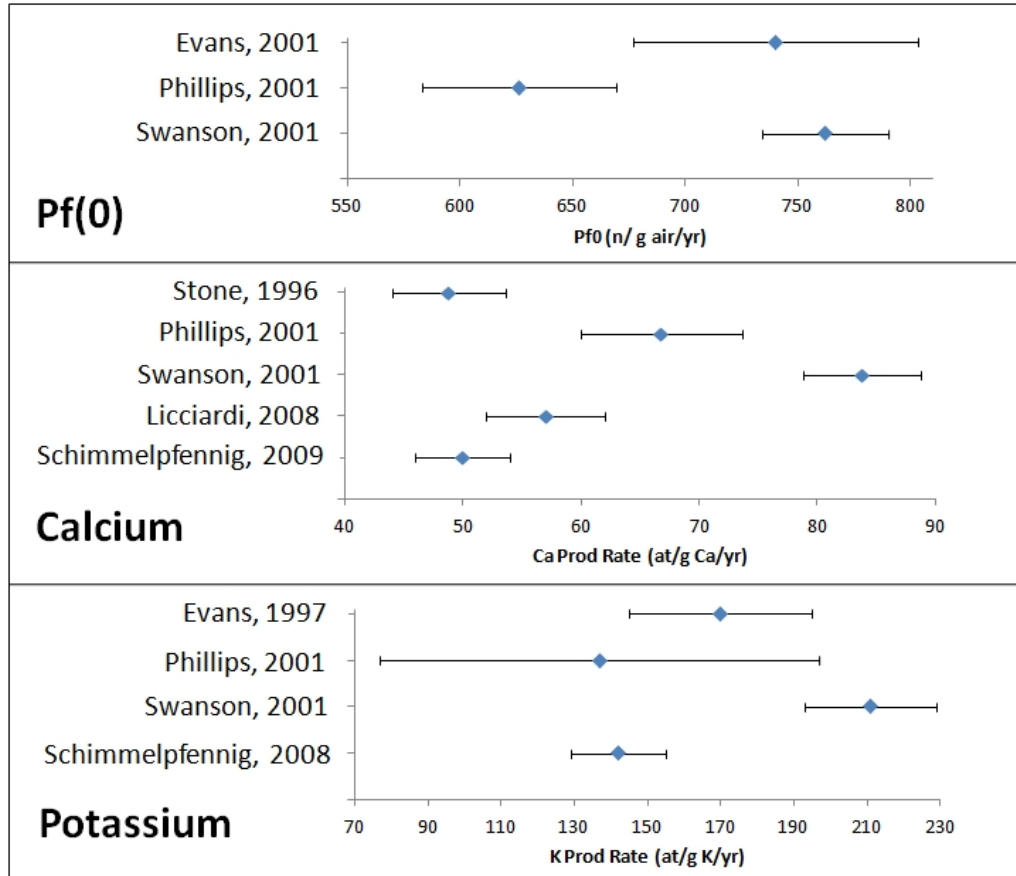 Evans, 2001
Phillips, 2001
Swanson, 2001
Pf(0)
550 600 650 700 750 800
Pf0 (n/ g air/yr)
Stone, 1996
Phillips, 2001
Swanson, 2001
Licciardi, 2008
Schimmelpfennig, 2009
Calcium
40 50 60 70 80 90
Ca Prod Rate (at/g Ca/yr)
Evans, 1997
Phillips, 2001
Swanson, 2001
Schimmelpfennig, 2008
Potassium
70 90 110 130 150 170 190 210 230
K Prod Rate (at/g K/yr)